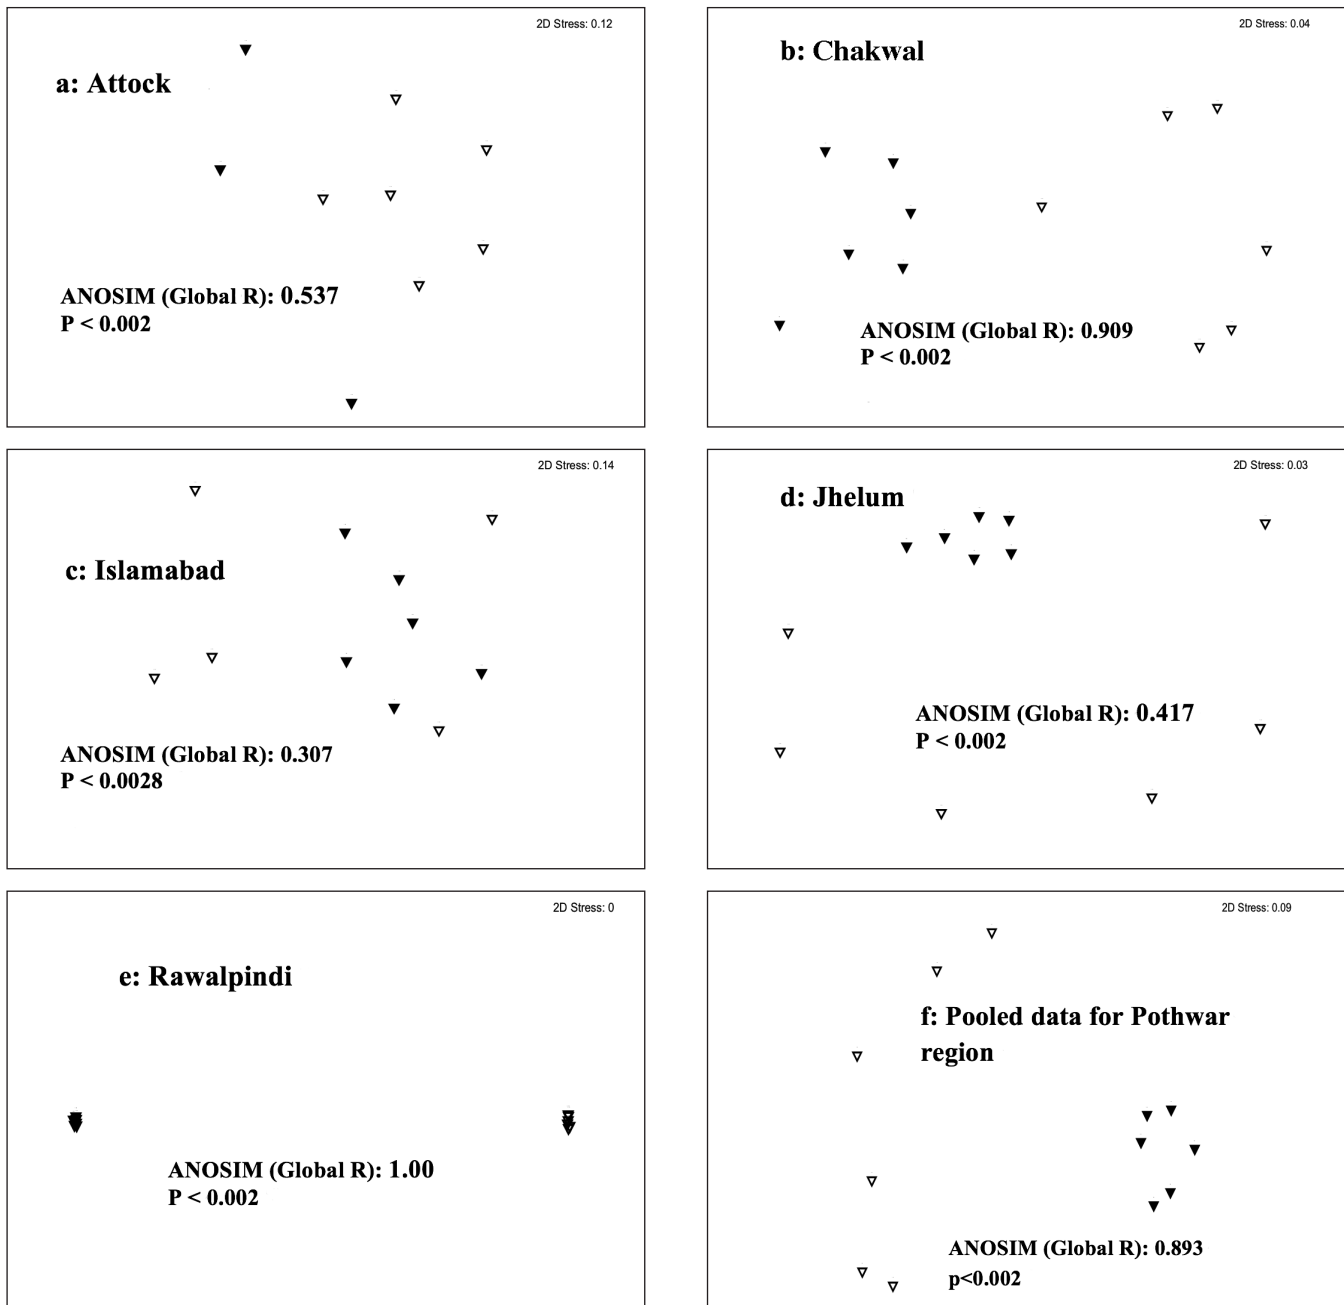 2D Stress: 0.12
a: Attock
ANOSIM (Global R): 0.537
P < 0.002
2D Stress: 0.04
b: Chakwal
ANOSIM (Global R): 0.909
P < 0.002
2D Stress: 0.14
c: Islamabad
ANOSIM (Global R): 0.307
P < 0.0028
2D Stress: 0.03
d: Jhelum
ANOSIM (Global R): 0.417
P < 0.002
2D Stress: 0
e: Rawalpindi
ANOSIM (Global R): 1.00
P < 0.002
2D Stress: 0.09
f: Pooled data for Pothwar
region
ANOSIM (Global R): 0.893
p<0.002